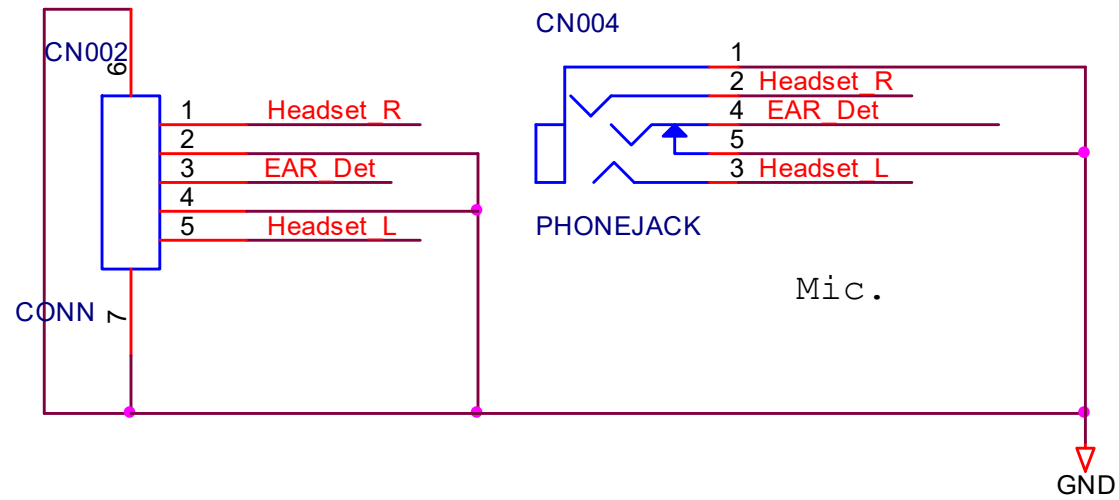 CN002
6
1 Headset_R
2
3 EAR_Det
4
5 Headset_L
CONN
7
CN004
1
2 Headset_R
4 EAR_Det
5
3 Headset_L
PHONEJACK
Mic.
GND